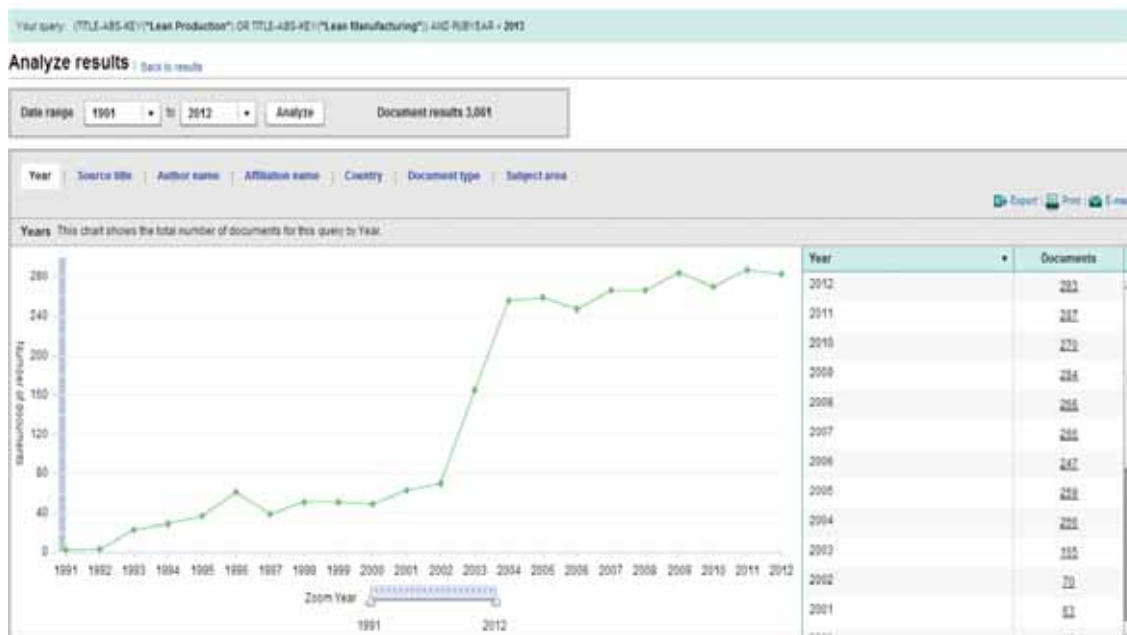 Your query: (TITLE-ABS-KEY("Lean Production") OR TITLE-ABS-KEY("Lean Manufacturing")) AND PUBYEAR < 2013
Analyze results | Back to results
Date range 1991 to 2012 Analyze Document results 3,061
Year | Source title | Author name | Affiliation name | Country | Document type | Subject area
Export | Print | E-ma
Years This chart shows the total number of documents for this query by Year.
Number of documents
280
240
200
160
120
80
40
0
1991 1992 1993 1994 1995 1996 1997 1998 1999 2000 2001 2002 2003 2004 2005 2006 2007 2008 2009 2010 2011 2012
Zoom Year
1991 2012
Year Documents
2012 283
2011 287
2010 270
2009 284
2008 266
2007 266
2006 247
2005 259
2004 256
2003 165
2002 70
2001 63